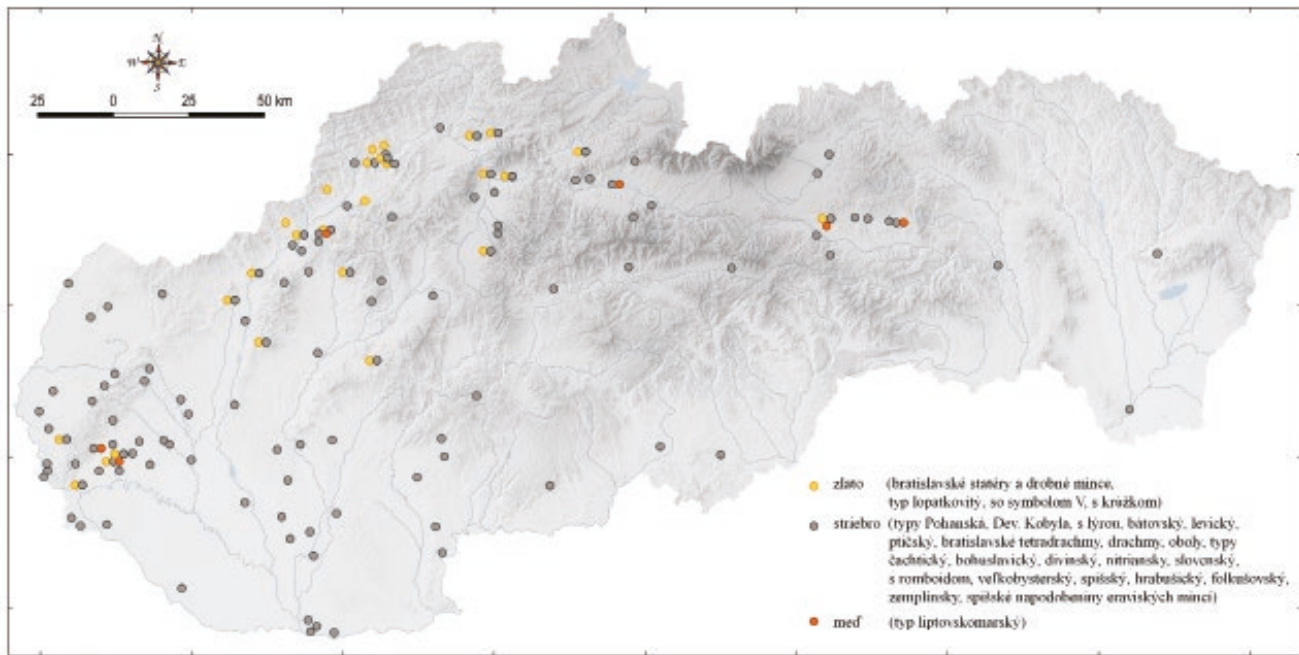 N
W E
S
25 0 25 50 km
zlato (bratislavské statéry a drobné mince,
typ lopatkovitý, so symbolom V, s krúžkom)
striebro (typy Pohanská, Dev. Kobyla, s lýrou, bátovský, levický,
ptičský, bratislavské tetradrachmy, drachmy, oboly, typy
čachtický, bohuslavický, divinský, nitriansky, slovenský,
s romboidom, veľkobysterský, spišský, hrabušický, folkušovský,
zemplínsky, spišské napodobeniny eraviských mincí)
meď (typ liptovskomarský)